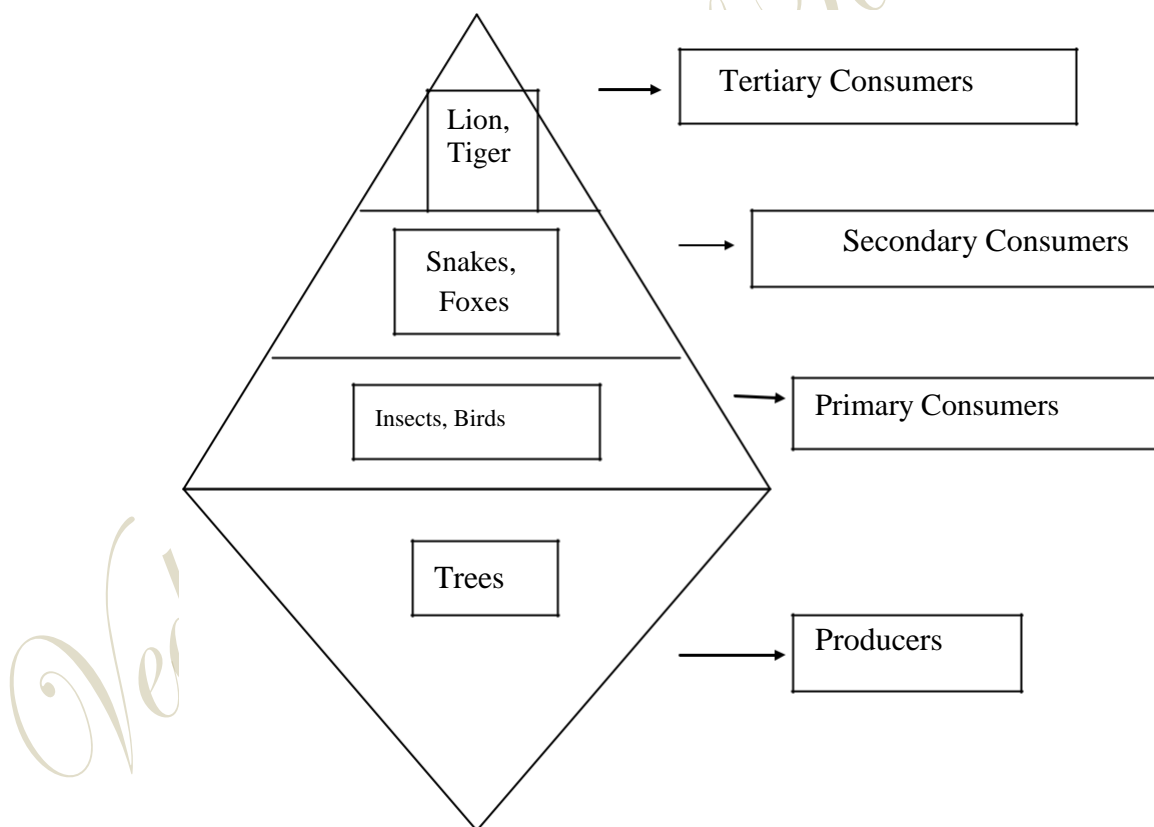 Tertiary Consumers
Lion,
Tiger
Secondary Consumers
Snakes,
Foxes
Primary Consumers
Insects, Birds
Trees
Producers